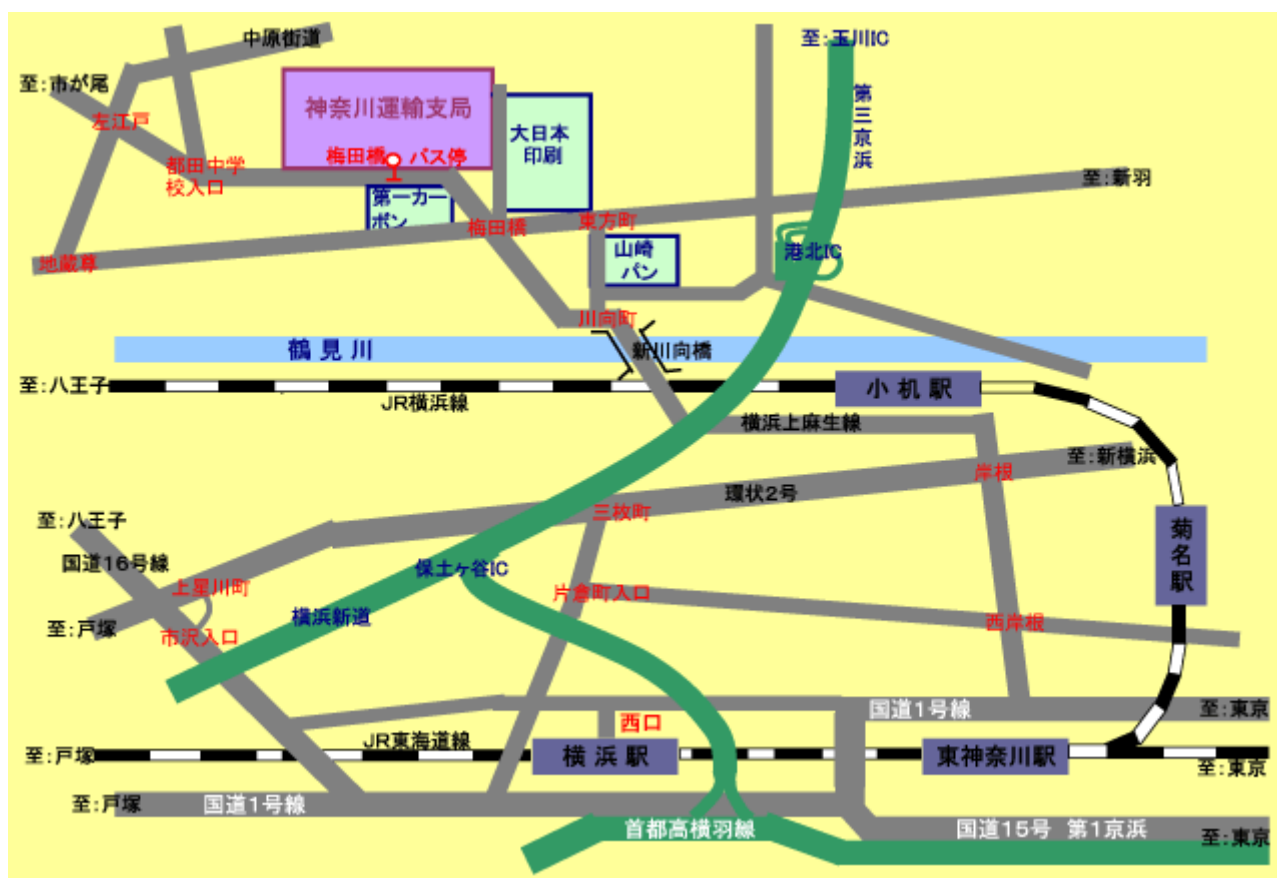 中原街道
至:玉川IC
至:市が尾
第三京浜
神奈川運輸支局
左江戸
大日本
印刷
梅田橋
バス停
都田中学
校入口
至:新羽
第一カー
ボン
梅田橋
東方町
山崎
パン
港北IC
地蔵尊
川向町
鶴見川
新川向橋
至:八王子
小机駅
JR横浜線
横浜上麻生線
至:新横浜
岸根
環状2号
三枚町
至:八王子
国道16号線
菊名駅
保土ヶ谷IC
上星川町
片倉町入口
横浜新道
至:戸塚
市沢入口
西岸根
国道1号線
至:東京
西口
JR東海道線
至:戸塚
横浜駅
東神奈川駅
至:東京
至:戸塚
国道1号線
首都高横羽線
国道15号 第1京浜
至:東京